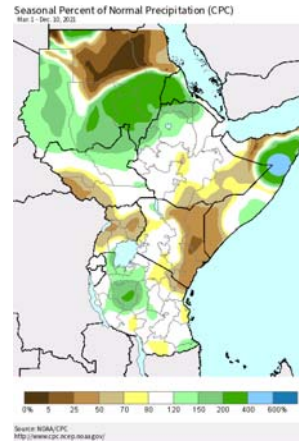 Seasonal Percent of Normal Precipitation (CPC)
Mar. 1 - Dec. 10, 2021
0% 5 25 50 70 90 120 150 200 400 600%
Source: NOAA/CPC
http://www.cpc.ncep.noaa.gov/